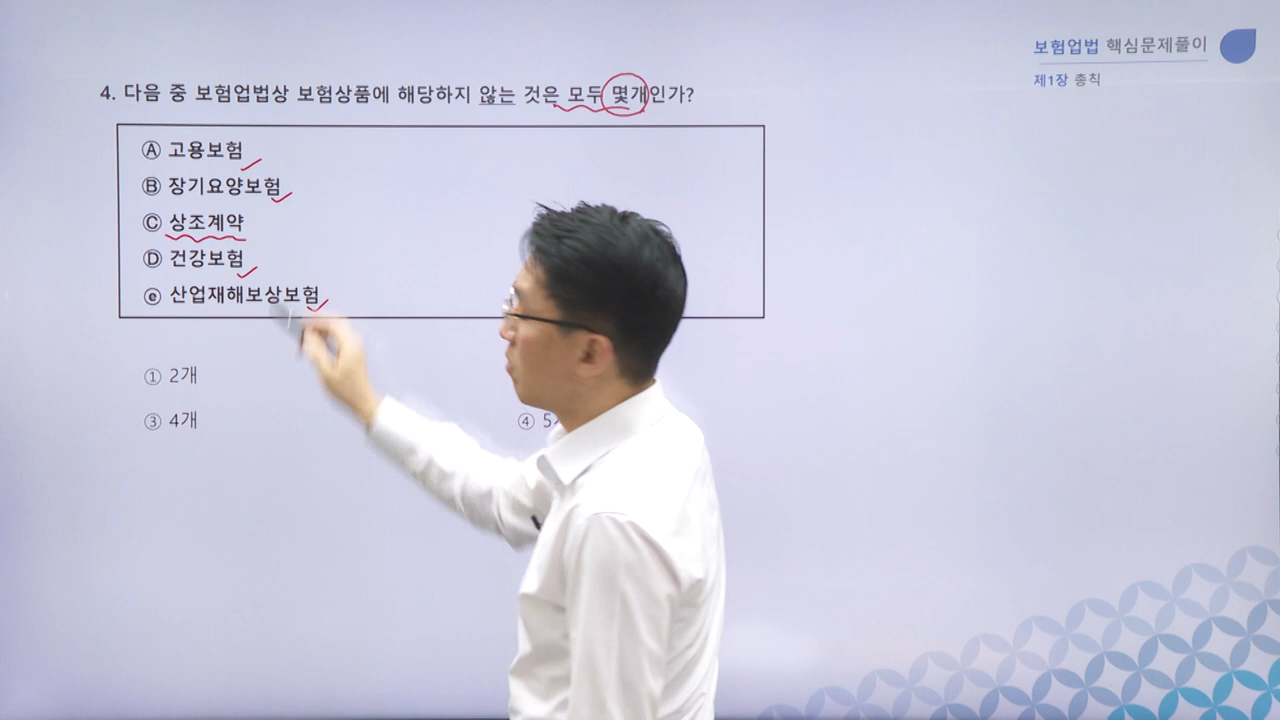 보험업법 핵심문제풀이
제1장 총칙
4. 다음 중 보험업법상 보험상품에 해당하지 않는 것은 모두 몇개인가?
Ⓐ 고용보험
Ⓑ 장기요양보험
Ⓒ 상조계약
Ⓓ 건강보험
ⓔ 산업재해보상보험
① 2개
③ 4개
④ 5